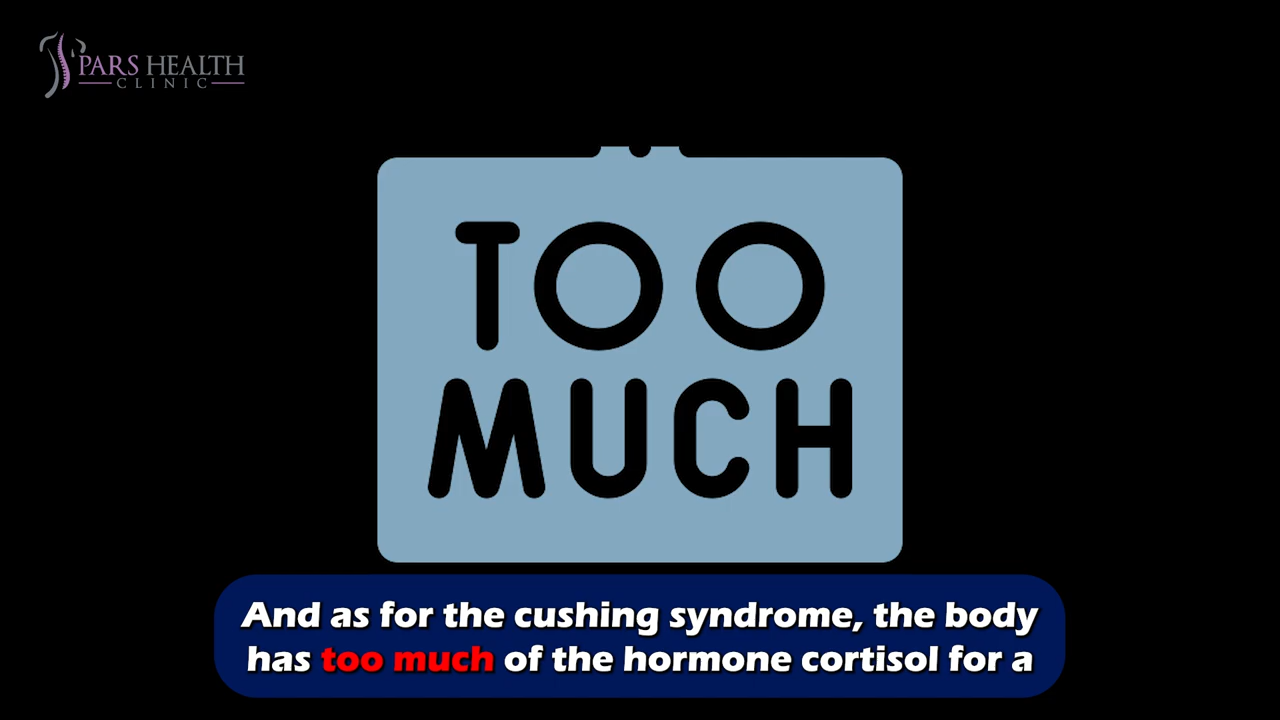 PARS HEALTH
CLINIC
TOO
MUCH
And as for the cushing syndrome, the body
has too much of the hormone cortisol for a